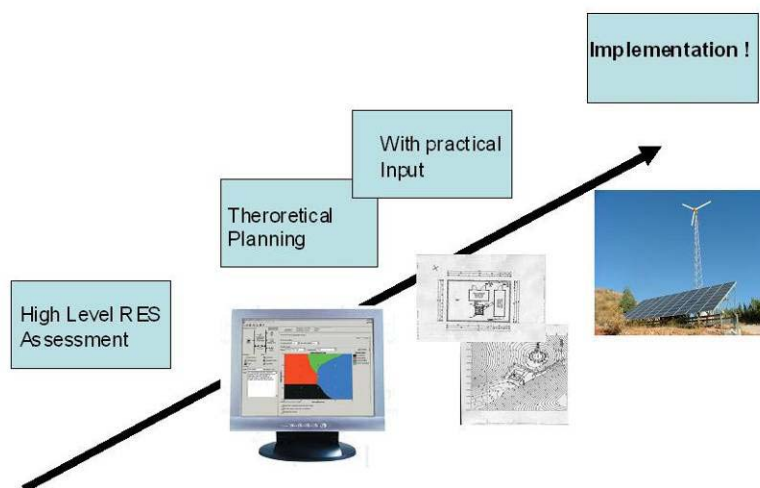 Implementation !
With practical
Input
Theroretical
Planning
High Level RES
Assessment